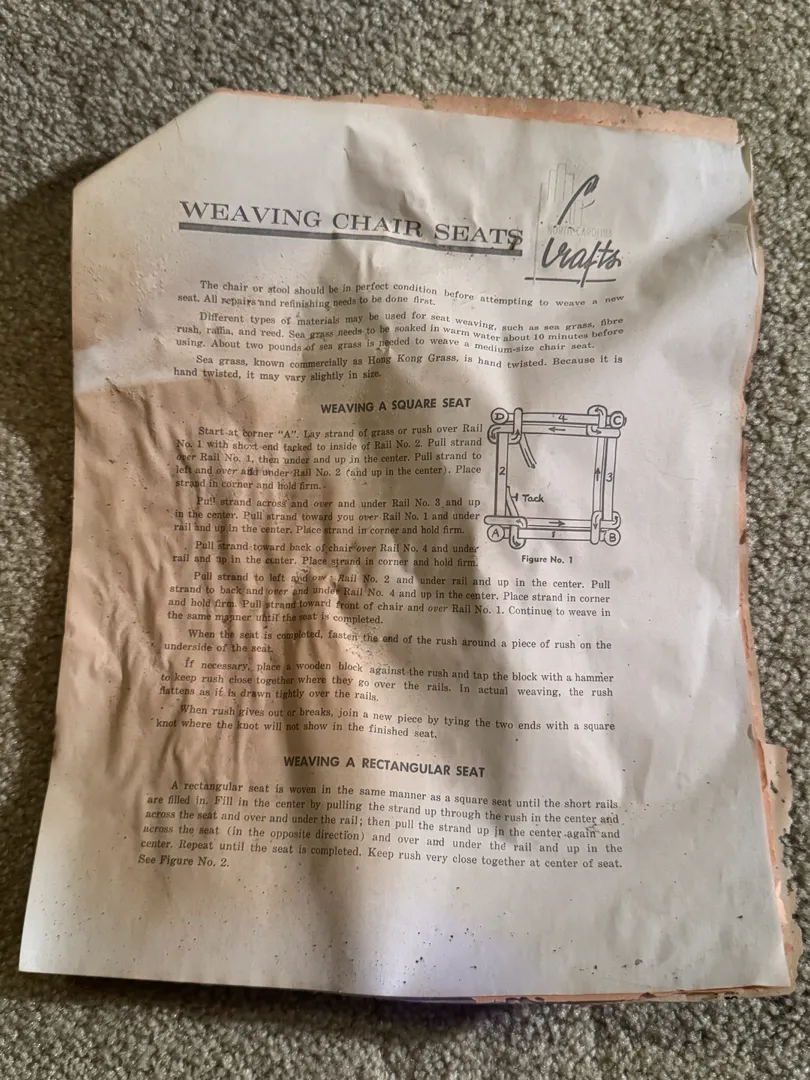 WEAVING CHAIR SEATS
NORTH CAROLINA
Crafts
The chair or stool should be in perfect condition before attempting to weave a new
seat. All repairs and refinishing needs to be done first.
Different types of materials may be used for seat weaving, such as sea grass, fibre
rush, raffia, and reed. Sea grass needs to be soaked in warm water about 10 minutes before
using. About two pounds of sea grass is needed to weave a medium-size chair seat.
Sea grass, known commercially as Hong Kong Grass, is hand twisted. Because it is
hand twisted, it may vary slightly in size.
WEAVING A SQUARE SEAT
Start at corner "A". Lay strand of grass or rush over Rail
No. 1 with short end tacked to inside of Rail No. 2. Pull strand
over Rail No. 1, then under and up in the center. Pull strand to
left and over and under Rail No. 2 (and up in center). Place
strand in corner and hold firm.
Pull strand across and over and under Rail No. 3 and up
in the center. Pull strand toward you over Rail No. 1 and under
rail and up in the center. Place strand in corner and hold firm.
Pull strand toward back of chair over Rail No. 4 and under
rail and up in the center. Place strand in corner and hold firm.
D 4 C
2 3
Tack
A 1 B
Figure No. 1
Pull strand to left and over Rail No. 2 and under rail and up in the center. Pull
strand to back and over and under Rail No. 4 and up in the center. Place strand in corner
and hold firm. Pull strand toward front of chair and over Rail No. 1. Continue to weave in
the same manner until the seat is completed.
When the seat is completed, fasten the end of the rush around a piece of rush on the
underside of the seat.
If necessary, place a wooden block against the rush and tap the block with a hammer
to keep rush close together where they go over the rails. In actual weaving, the rush
flattens as it is drawn tightly over the rails.
When rush gives out or breaks, join a new piece by tying the two ends with a square
knot where the knot will not show in the finished seat.
WEAVING A RECTANGULAR SEAT
A rectangular seat is woven in the same manner as a square seat until the short rails
are filled in. Fill in the center by pulling the strand up through the rush in the center and
across the seat and over and under the rail; then pull the strand up in the center again and
across the seat (in the opposite direction) and over and under the rail and up in the
center. Repeat until the seat is completed. Keep rush very close together at center of seat.
See Figure No. 2.